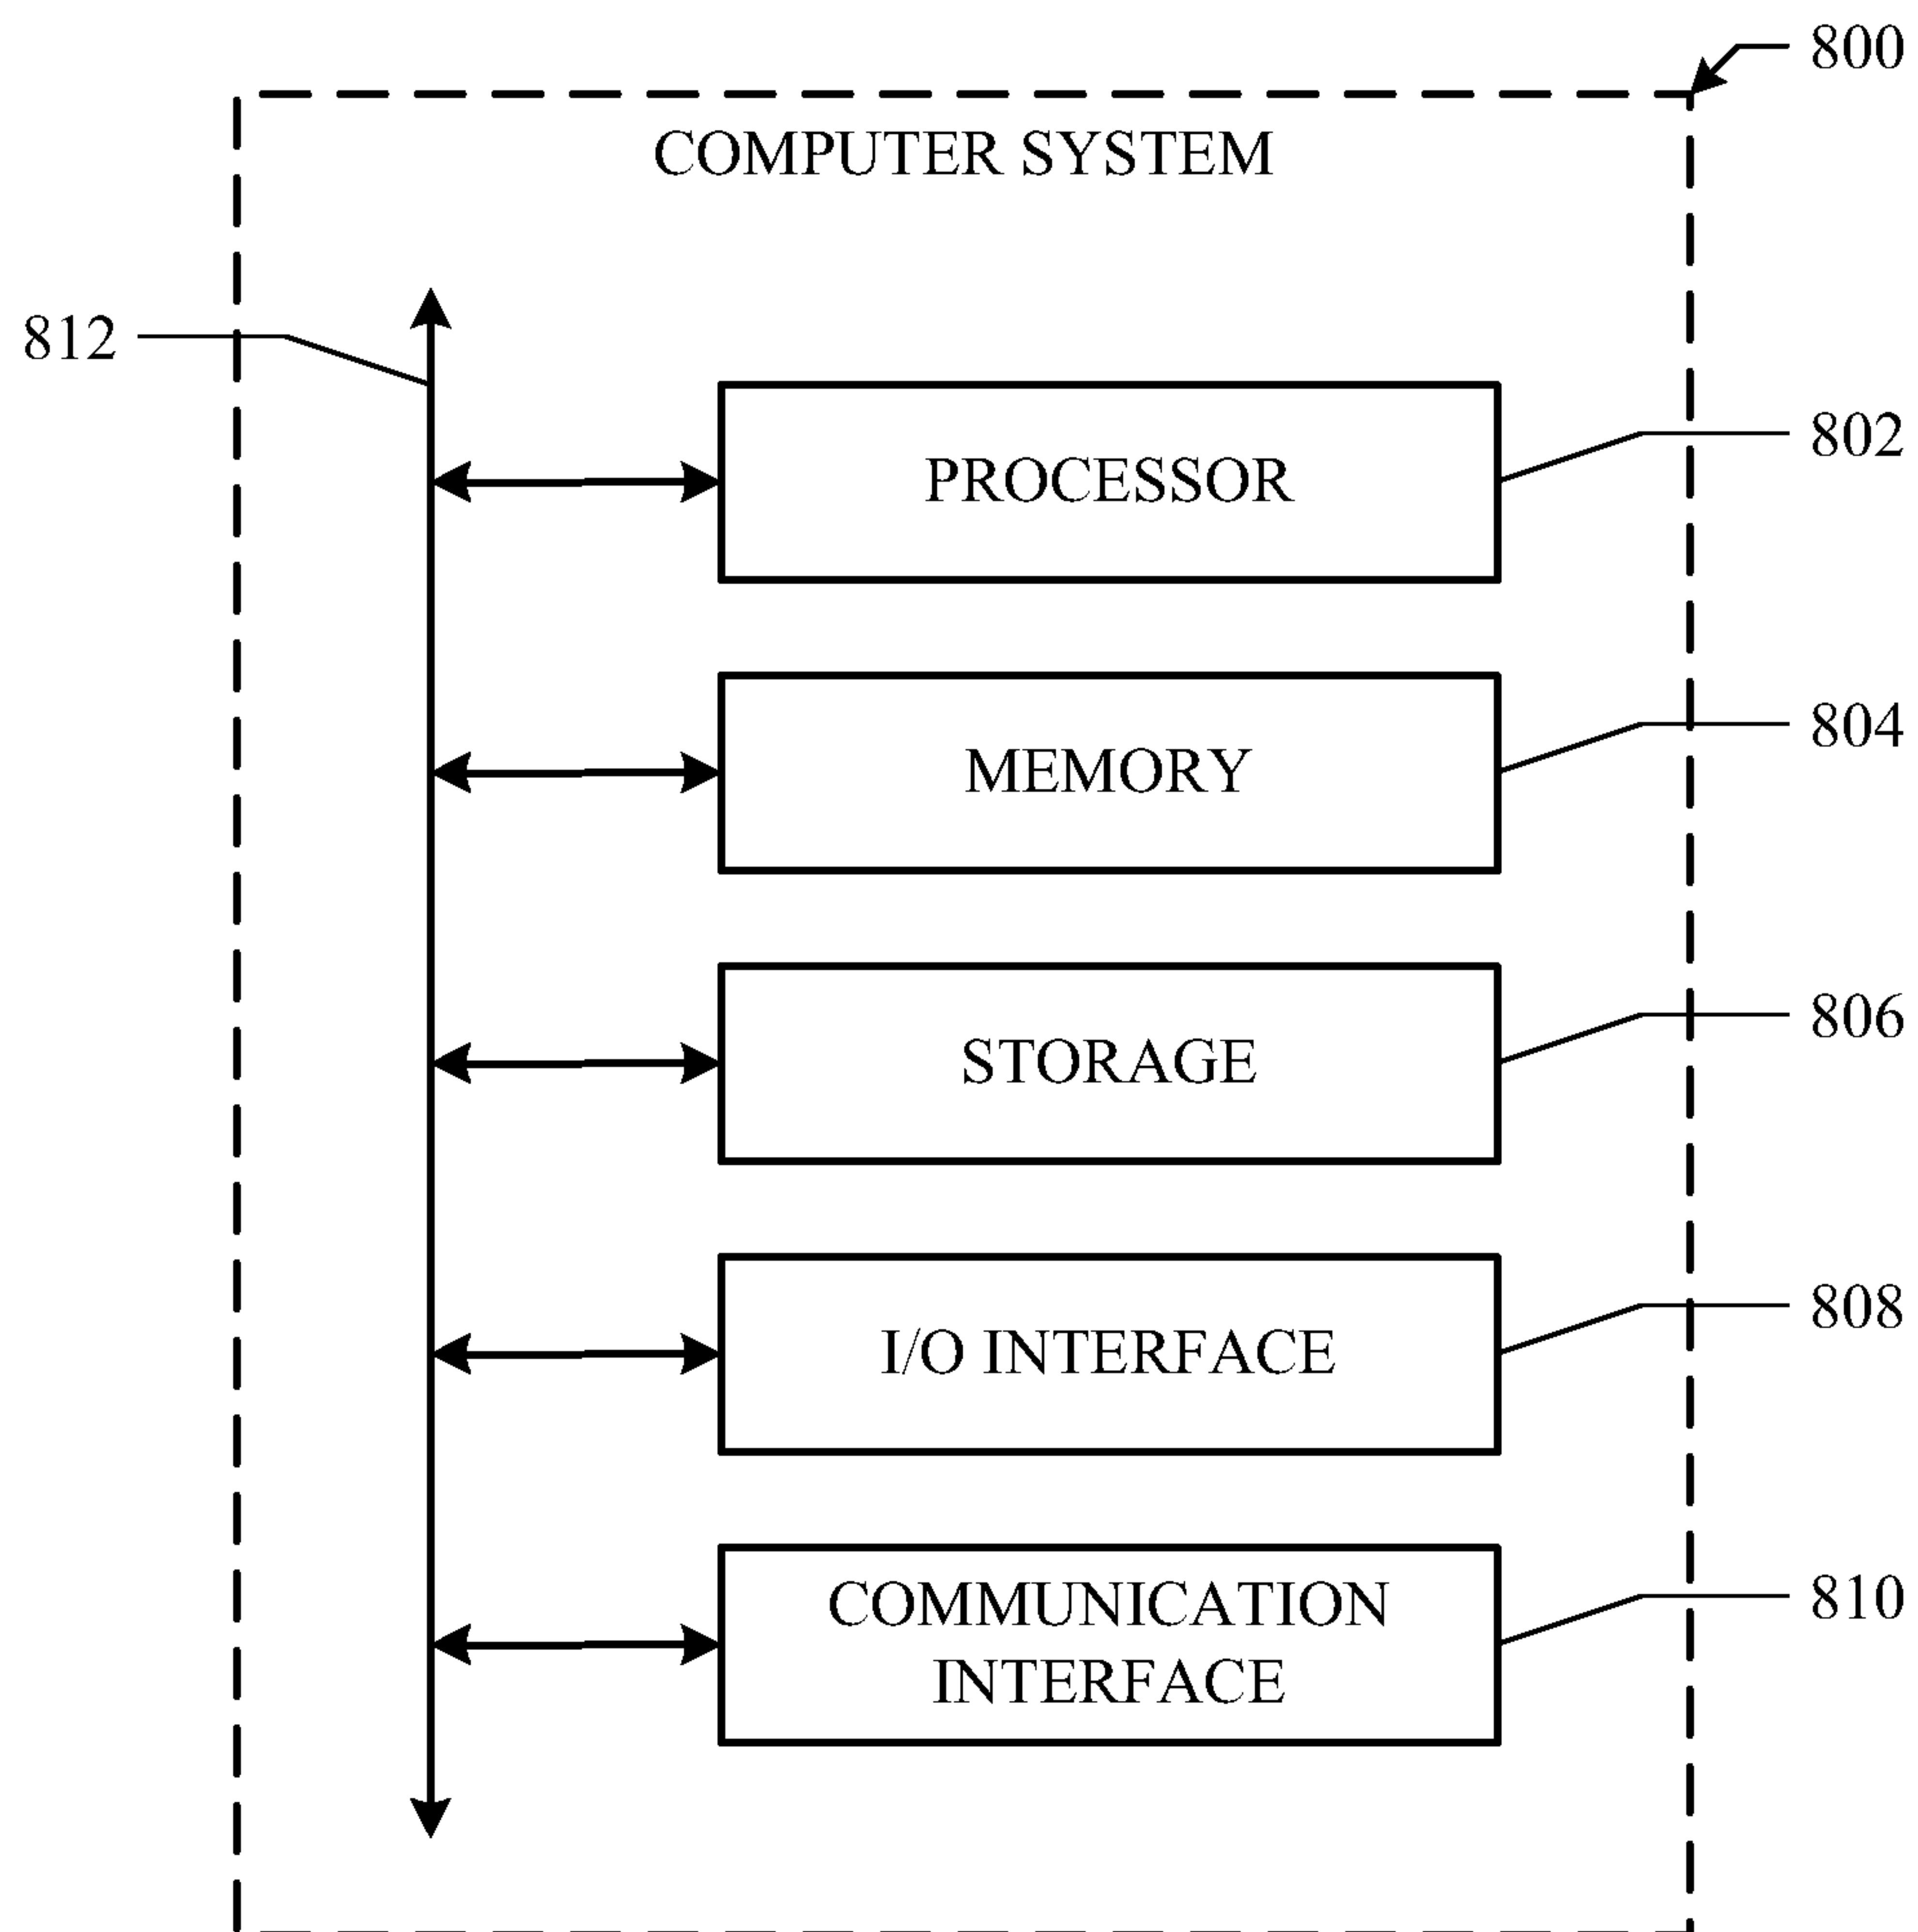 800
COMPUTER SYSTEM
812
802
PROCESSOR
804
MEMORY
806
STORAGE
808
I/O INTERFACE
810
COMMUNICATION
INTERFACE